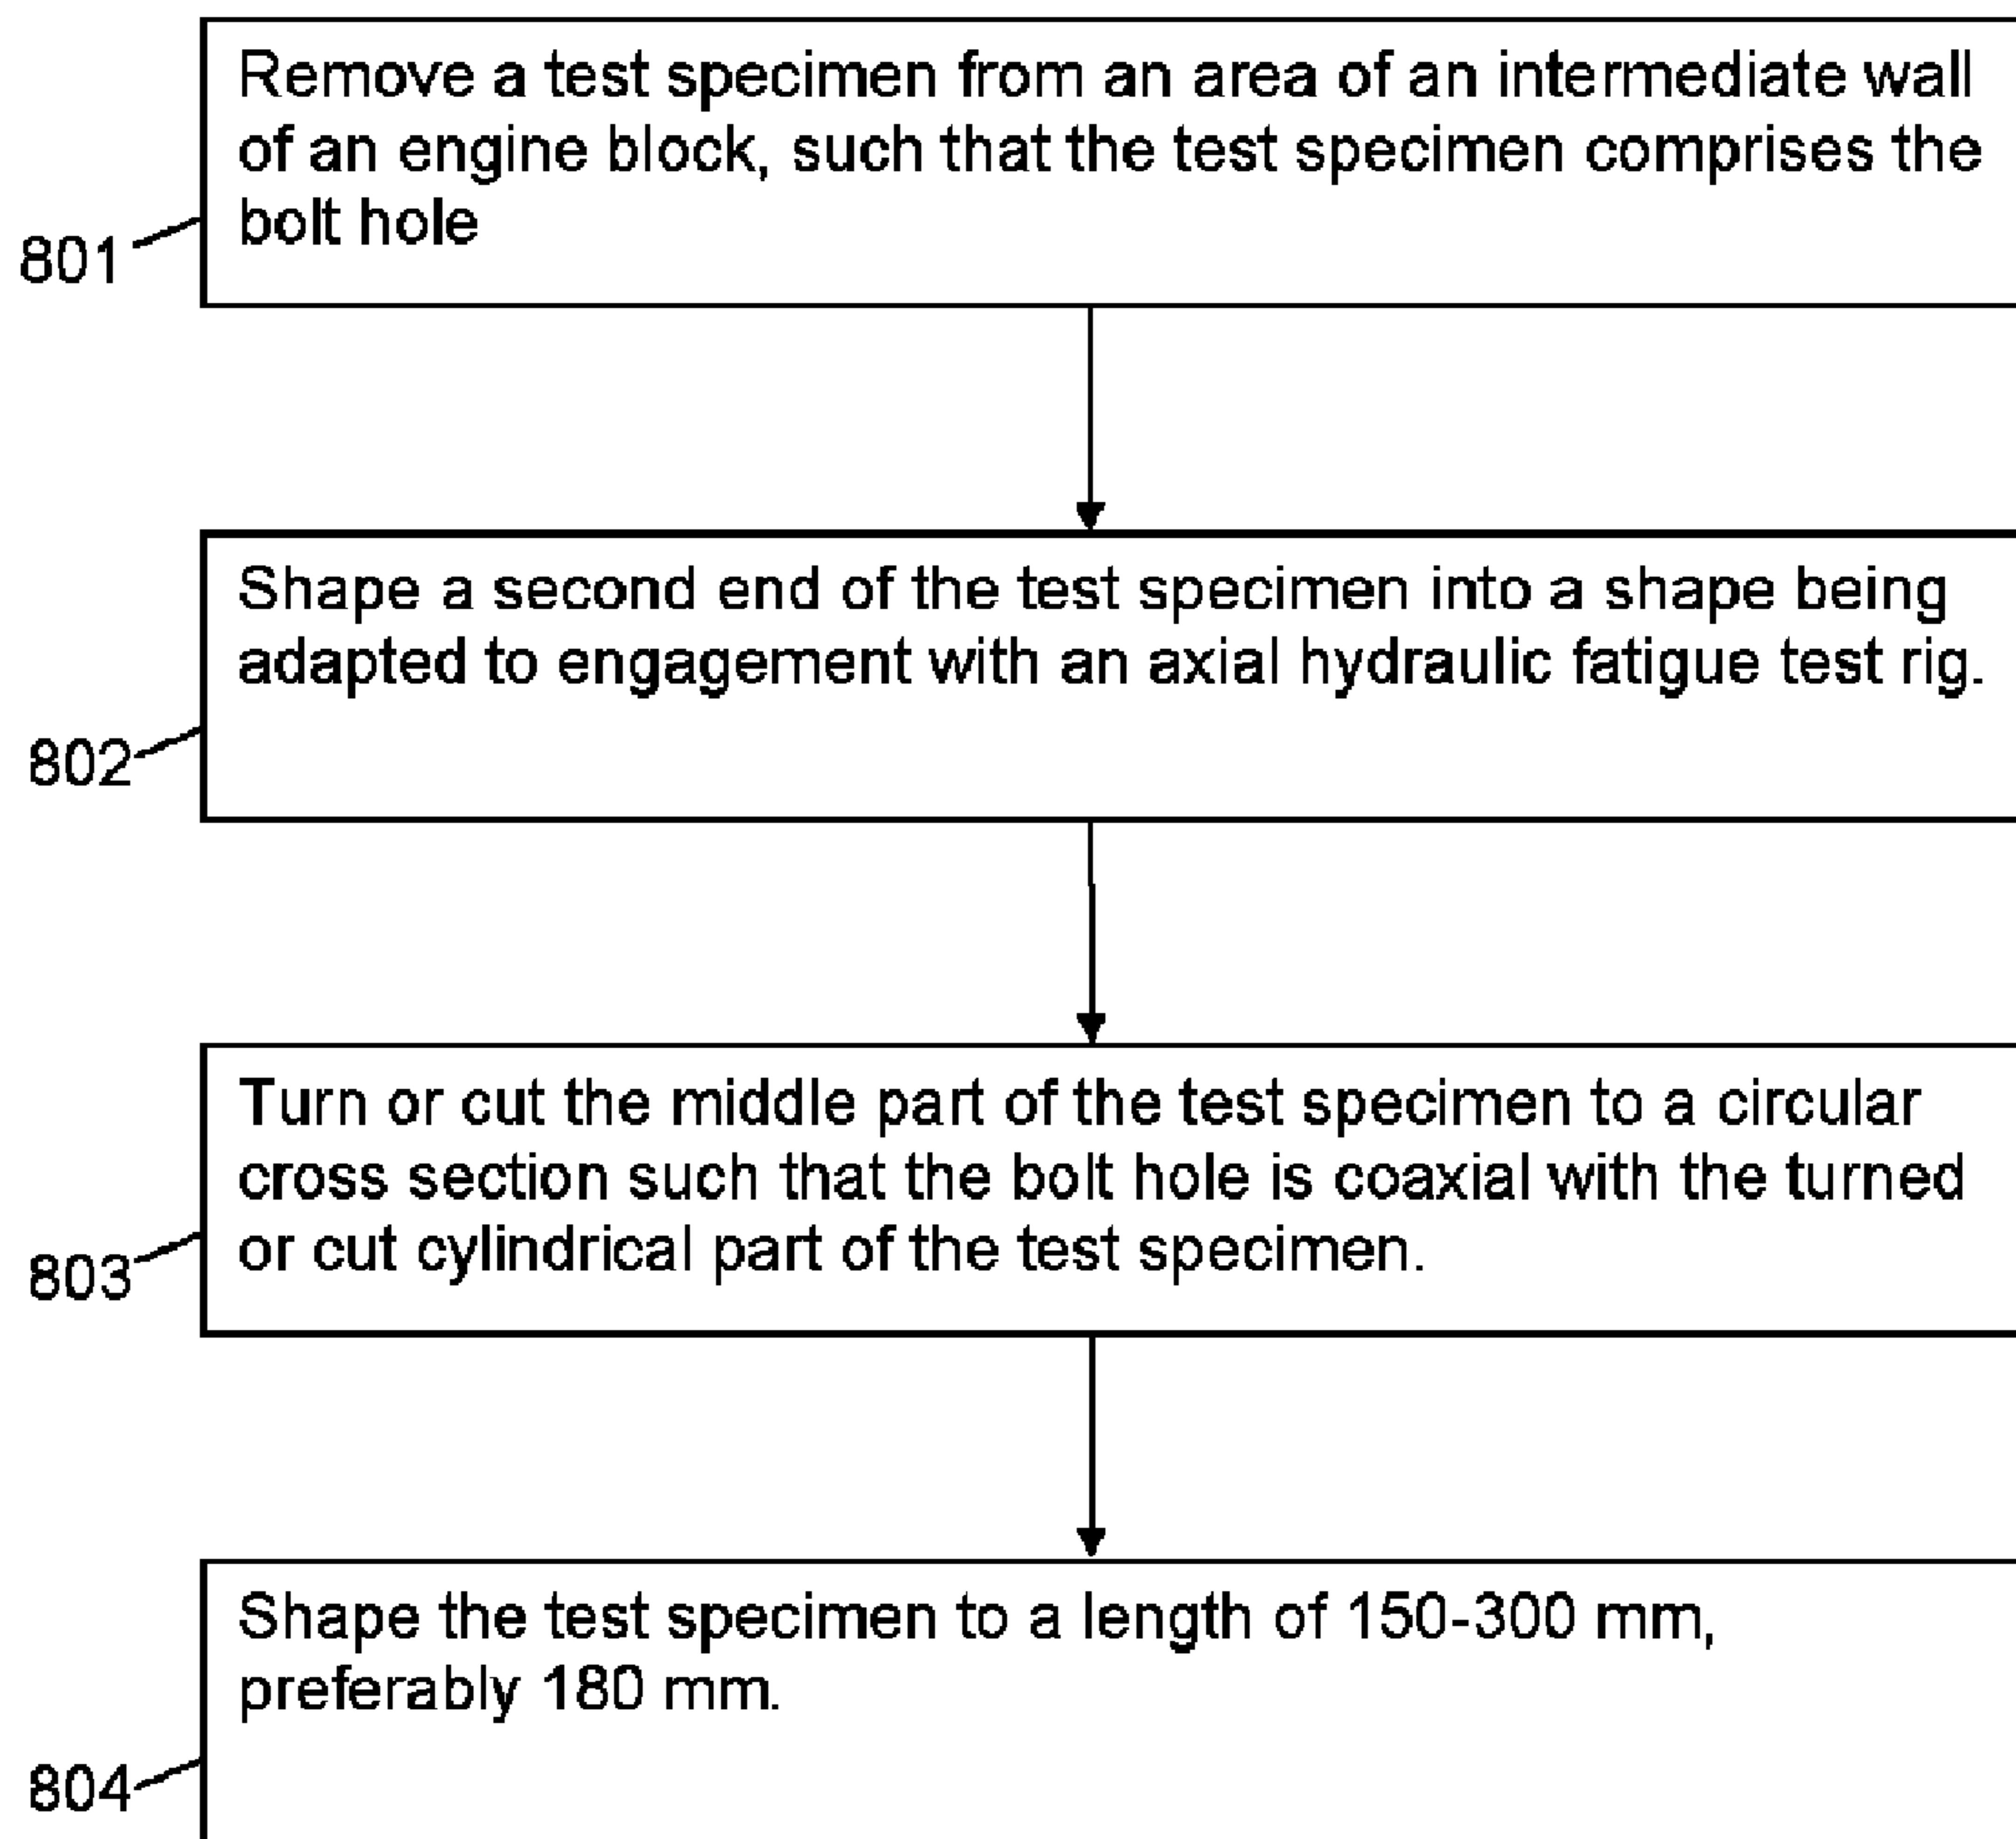 Remove a test specimen from an area of an intermediate wall
of an engine block, such that the test specimen comprises the
bolt hole
801
Shape a second end of the test specimen into a shape being
adapted to engagement with an axial hydraulic fatigue test rig.
802
Turn or cut the middle part of the test specimen to a circular
cross section such that the bolt hole is coaxial with the turned
or cut cylindrical part of the test specimen.
803
Shape the test specimen to a length of 150-300 mm,
preferably 180 mm.
804